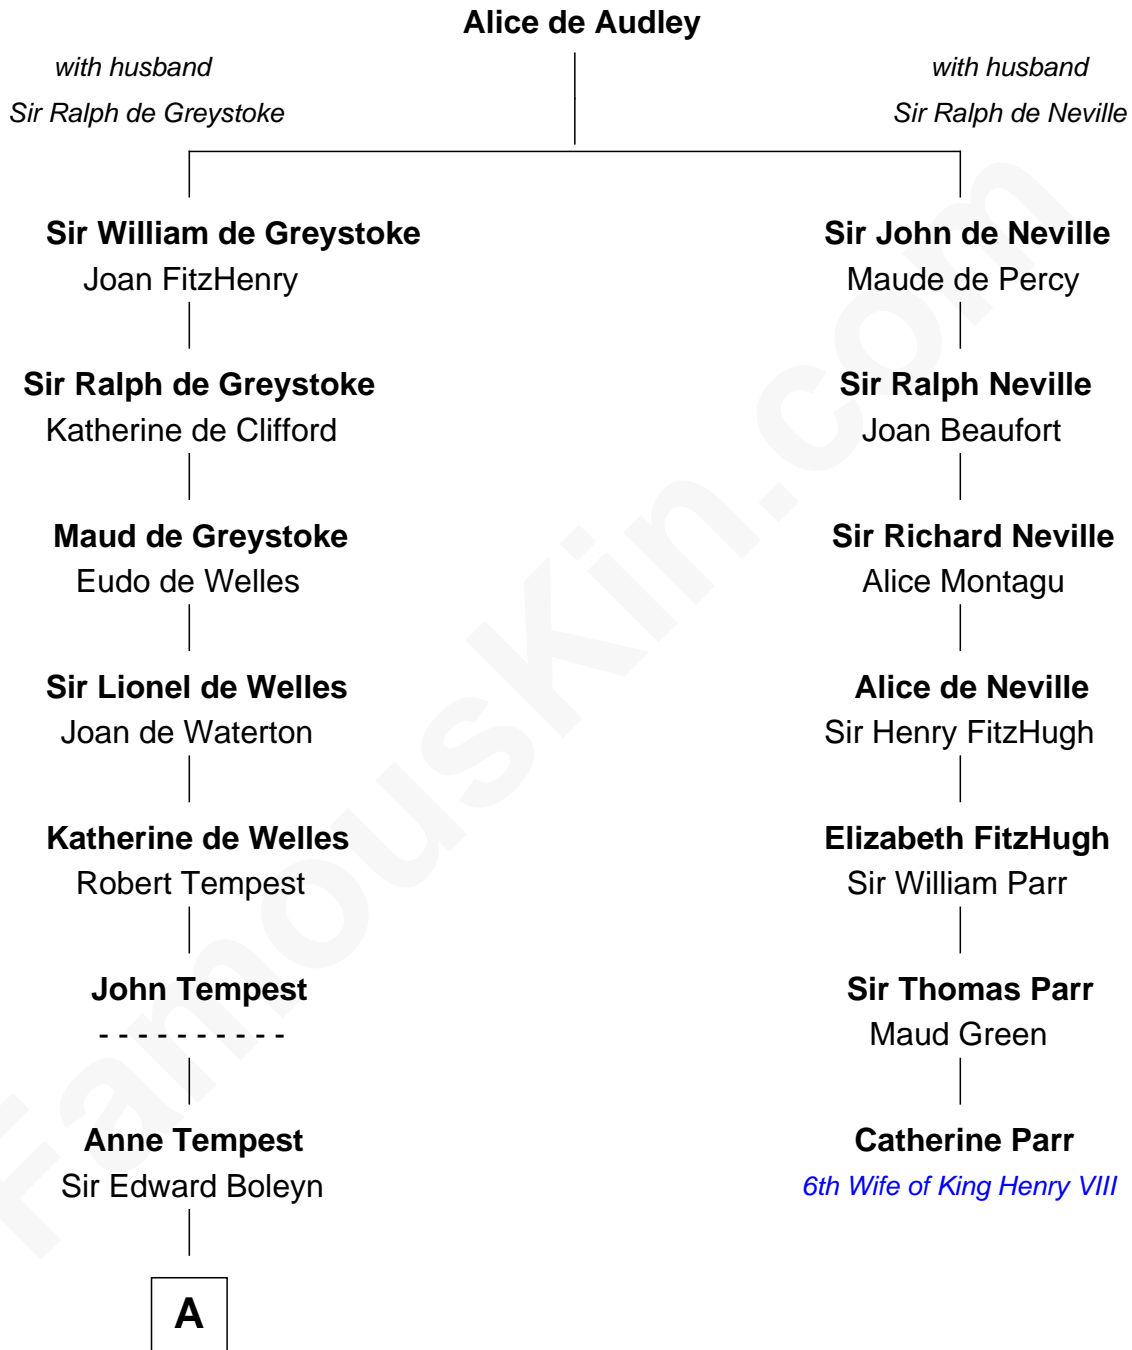 Alice de Audley
with husband
Sir Ralph de Greystoke
with husband
Sir Ralph de Neville
Sir William de Greystoke
Joan FitzHenry
Sir Ralph de Greystoke
Katherine de Clifford
Maud de Greystoke
Eudo de Welles
Sir Lionel de Welles
Joan de Waterton
Katherine de Welles
Robert Tempest
John Tempest
- - - - - - - - - -
Anne Tempest
Sir Edward Boleyn
A
Sir John de Neville
Maude de Percy
Sir Ralph Neville
Joan Beaufort
Sir Richard Neville
Alice Montagu
Alice de Neville
Sir Henry FitzHugh
Elizabeth FitzHugh
Sir William Parr
Sir Thomas Parr
Maud Green
Catherine Parr
6th Wife of King Henry VIII
FamousKin.com